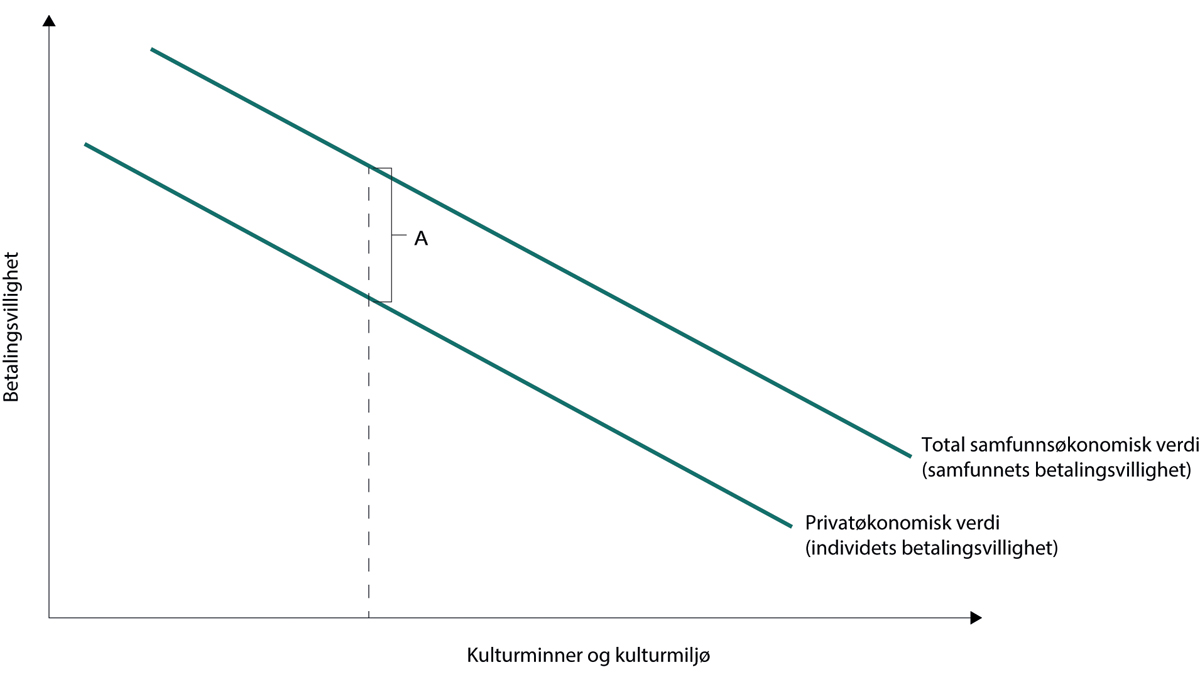 Betalingsvillighet
A
Total samfunnsøkonomisk verdi
(samfunnets betalingsvillighet)
Privatøkonomisk verdi
(individets betalingsvillighet)
Kulturminner og kulturmiljø